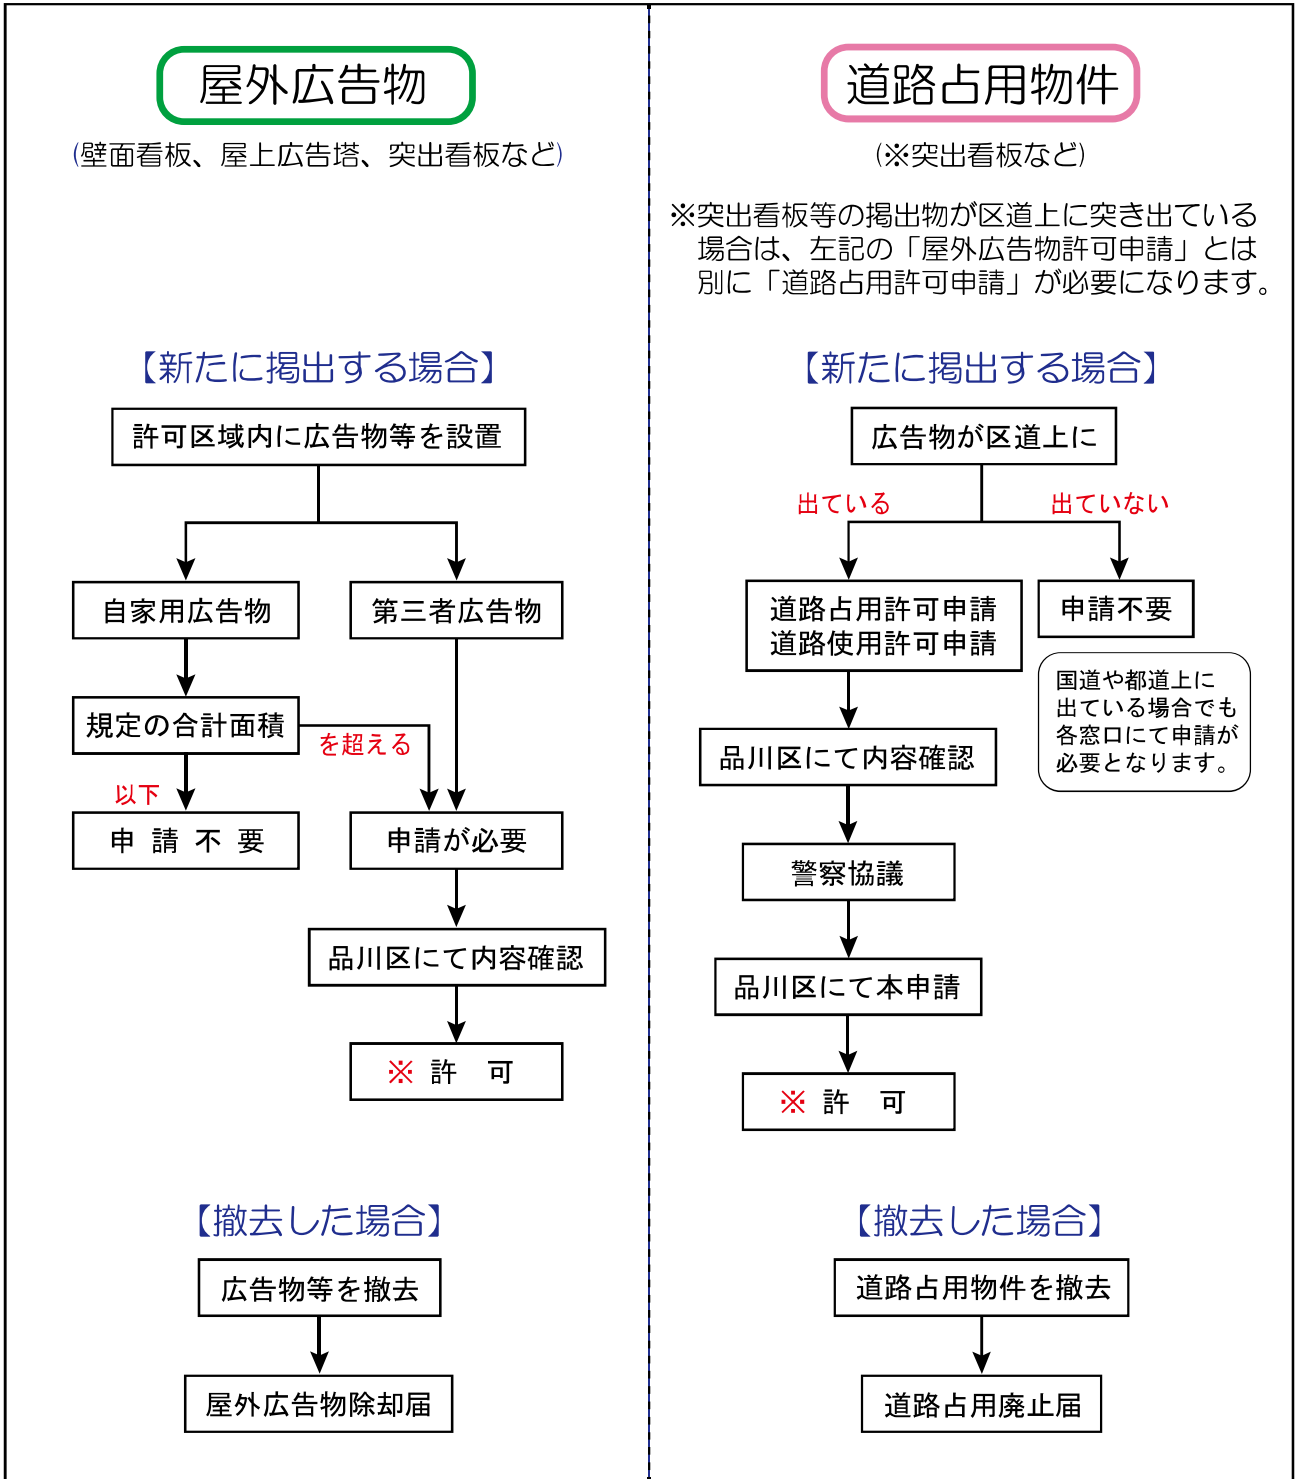 屋外広告物
(壁面看板、屋上広告塔、突出看板など)
【新たに掲出する場合】
許可区域内に広告物等を設置
自家用広告物
第三者広告物
規定の合計面積
を超える
以下
申請不要
申請が必要
品川区にて内容確認
※ 許 可
【撤去した場合】
広告物等を撤去
屋外広告物除却届
道路占用物件
(※突出看板など)
※突出看板等の掲出物が区道上に突き出ている
場合は、左記の「屋外広告物許可申請」とは
別に「道路占用許可申請」が必要になります。
【新たに掲出する場合】
広告物が区道上に
出ている
出ていない
道路占用許可申請
道路使用許可申請
申請不要
国道や都道上に
出ている場合でも
各窓口にて申請が
必要となります。
品川区にて内容確認
警察協議
品川区にて本申請
※ 許 可
【撤去した場合】
道路占用物件を撤去
道路占用廃止届